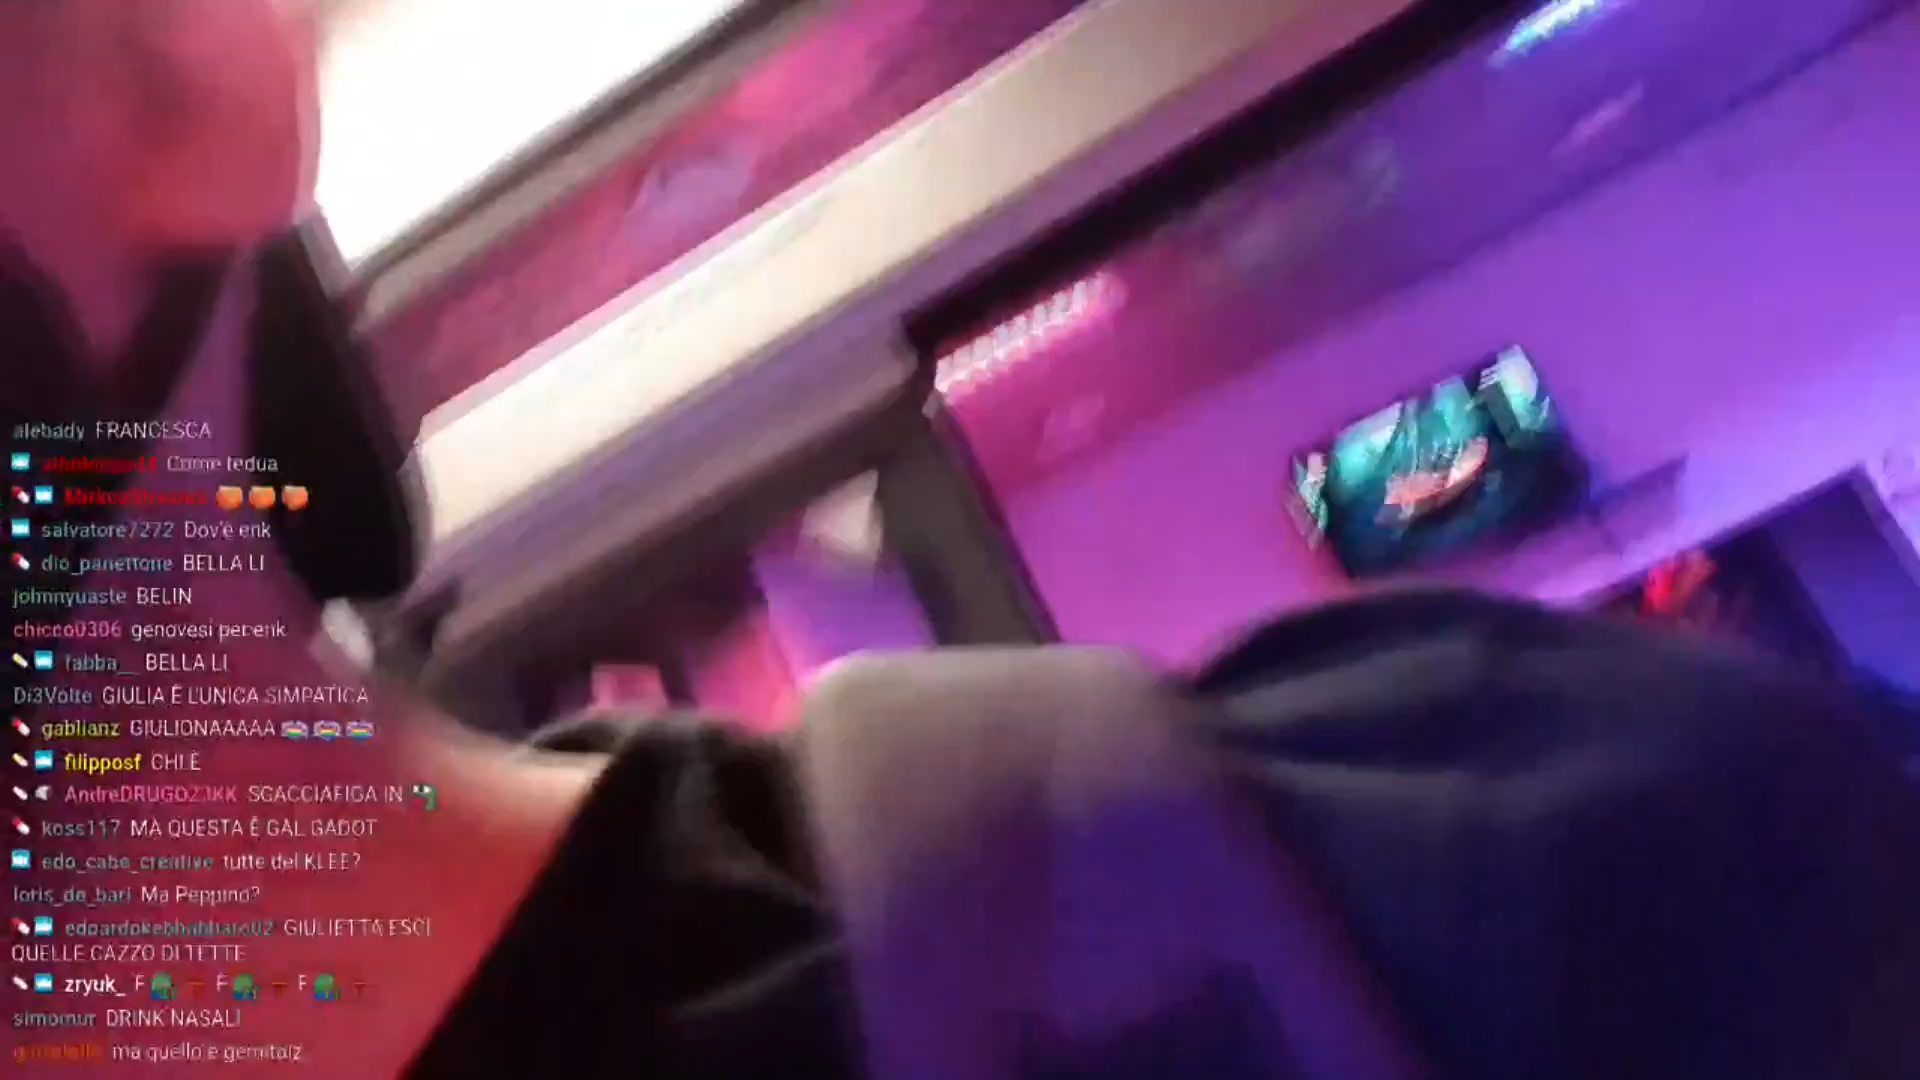 alebady FRANCESCA
Come tedua
salvatore7272 Dov'è enk
dio_panettone BELLA LI
johnnyuaste BELIN
chicco0306 genovesi per enk
fabba__ BELLA LI
Di3Volte GIULIA È L'UNICA SIMPATICA
gablianz GIULIONAAAAA
filipposf CHI È
SGACCIAFIGA IN
koss117 MA QUESTA È GAL GADOT
edo_cabe_creative tutte del KLEE?
loris_de_bari Ma Peppino?
GIULIETTA ESCI
QUELLE CAZZO DI TETTE
zryuk_ F F F
simomur DRINK NASALI
ma quello è gemitaiz